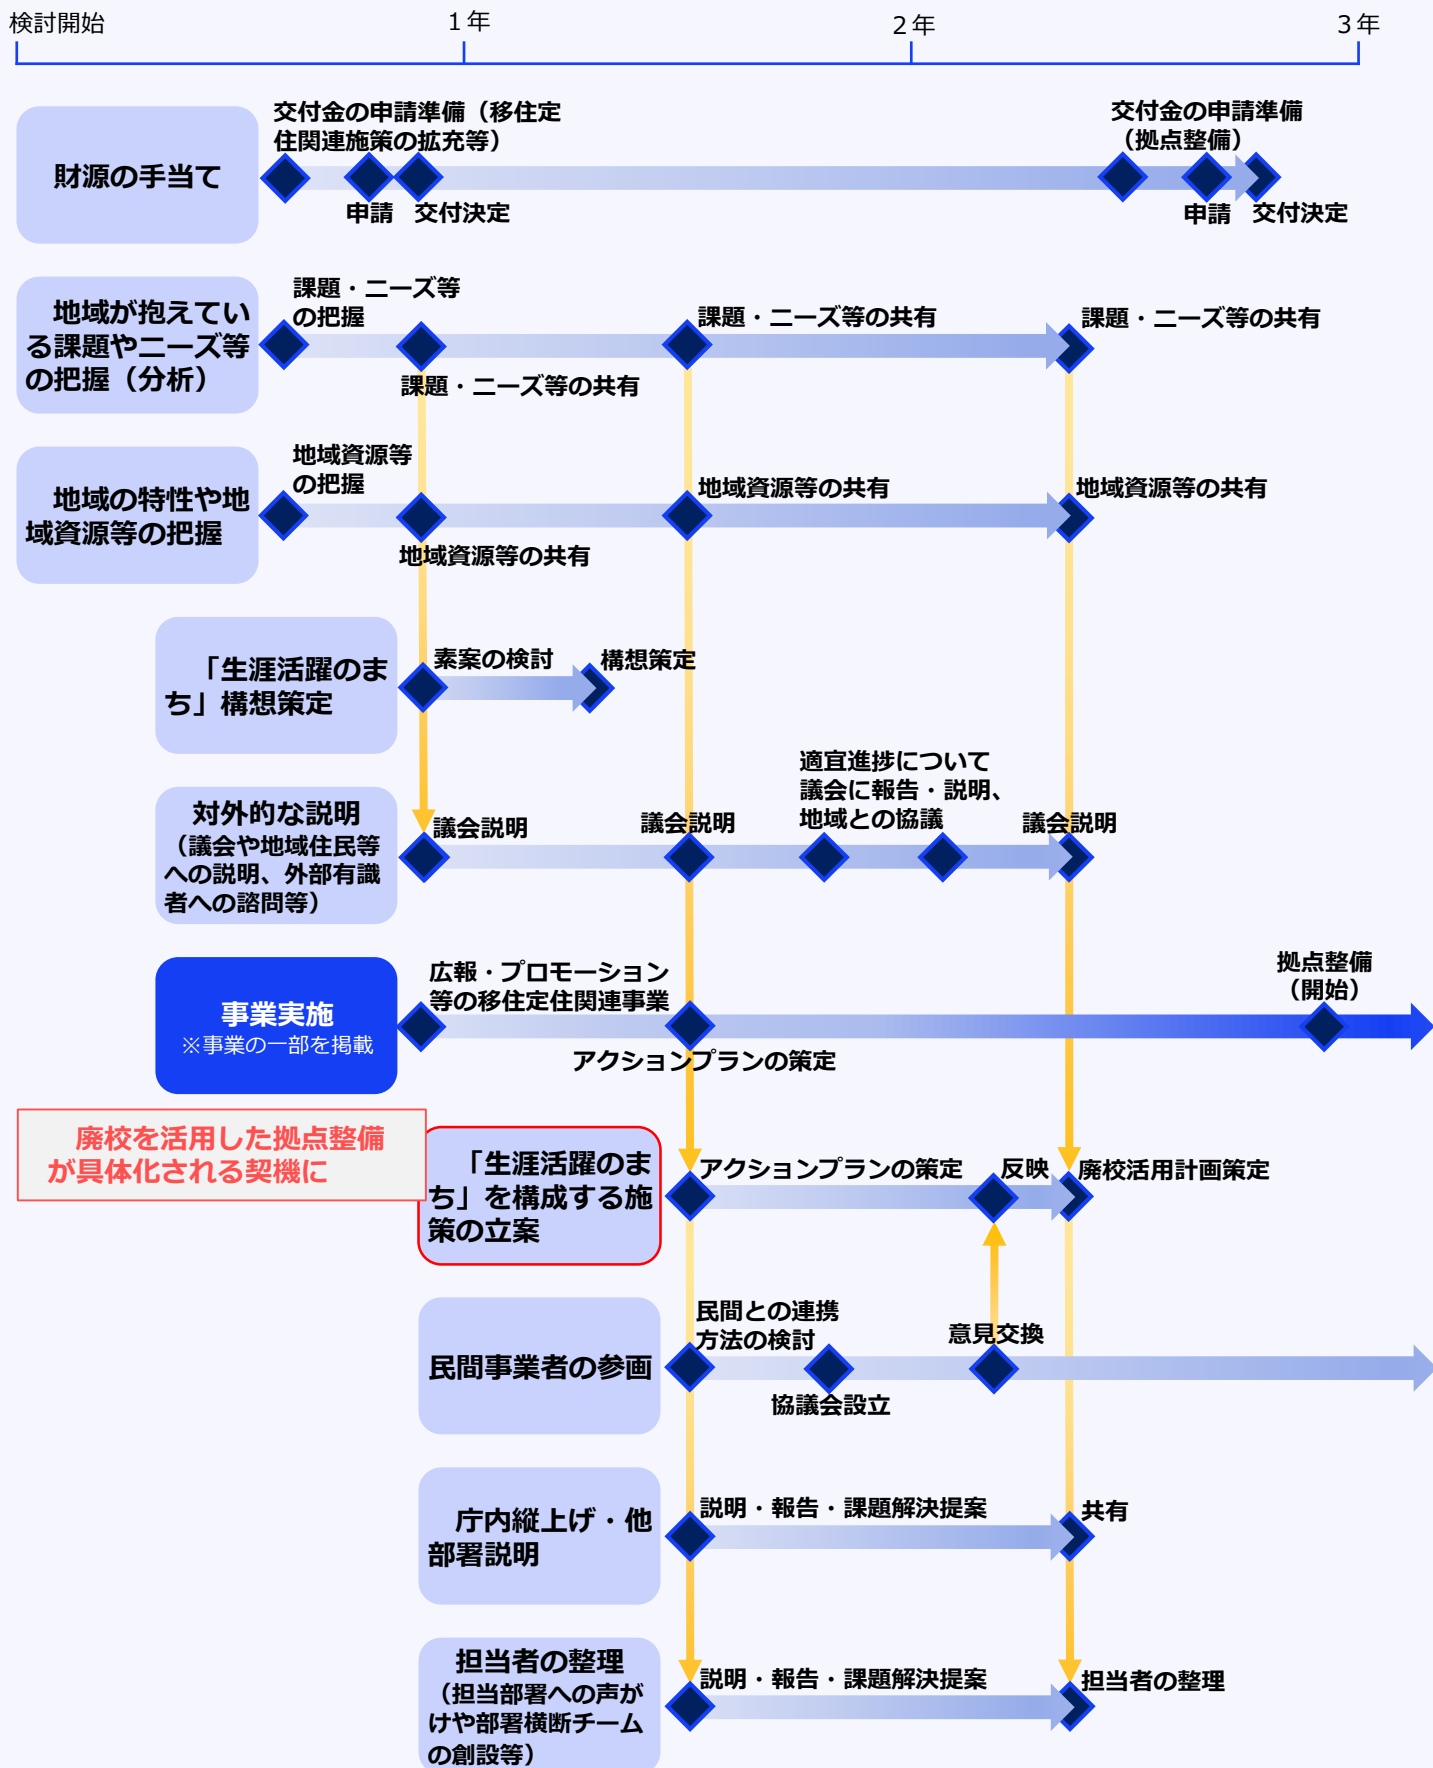 検討開始
1年
2年
3年
財源の手当て
交付金の申請準備（移住定
住関連施策の拡充等）
申請
交付決定
交付金の申請準備
（拠点整備）
申請
交付決定
地域が抱えてい
る課題やニーズ等
の把握（分析）
課題・ニーズ等
の把握
課題・ニーズ等の共有
課題・ニーズ等の共有
課題・ニーズ等の共有
地域の特性や地
域資源等の把握
地域資源等
の把握
地域資源等の共有
地域資源等の共有
地域資源等の共有
「生涯活躍のま
ち」構想策定
素案の検討
構想策定
対外的な説明
（議会や地域住民等
への説明、外部有識
者への諮問等）
議会説明
議会説明
適宜進捗について
議会に報告・説明、
地域との協議
議会説明
事業実施
※事業の一部を掲載
広報・プロモーション
等の移住定住関連事業
アクションプランの策定
拠点整備
（開始）
廃校を活用した拠点整備
が具体化される契機に
「生涯活躍のま
ち」を構成する施
策の立案
アクションプランの策定
反映
廃校活用計画策定
民間事業者の参画
民間との連携
方法の検討
協議会設立
意見交換
庁内縦上げ・他
部署説明
説明・報告・課題解決提案
共有
担当者の整理
（担当部署への声が
けや部署横断チーム
の創設等）
説明・報告・課題解決提案
担当者の整理